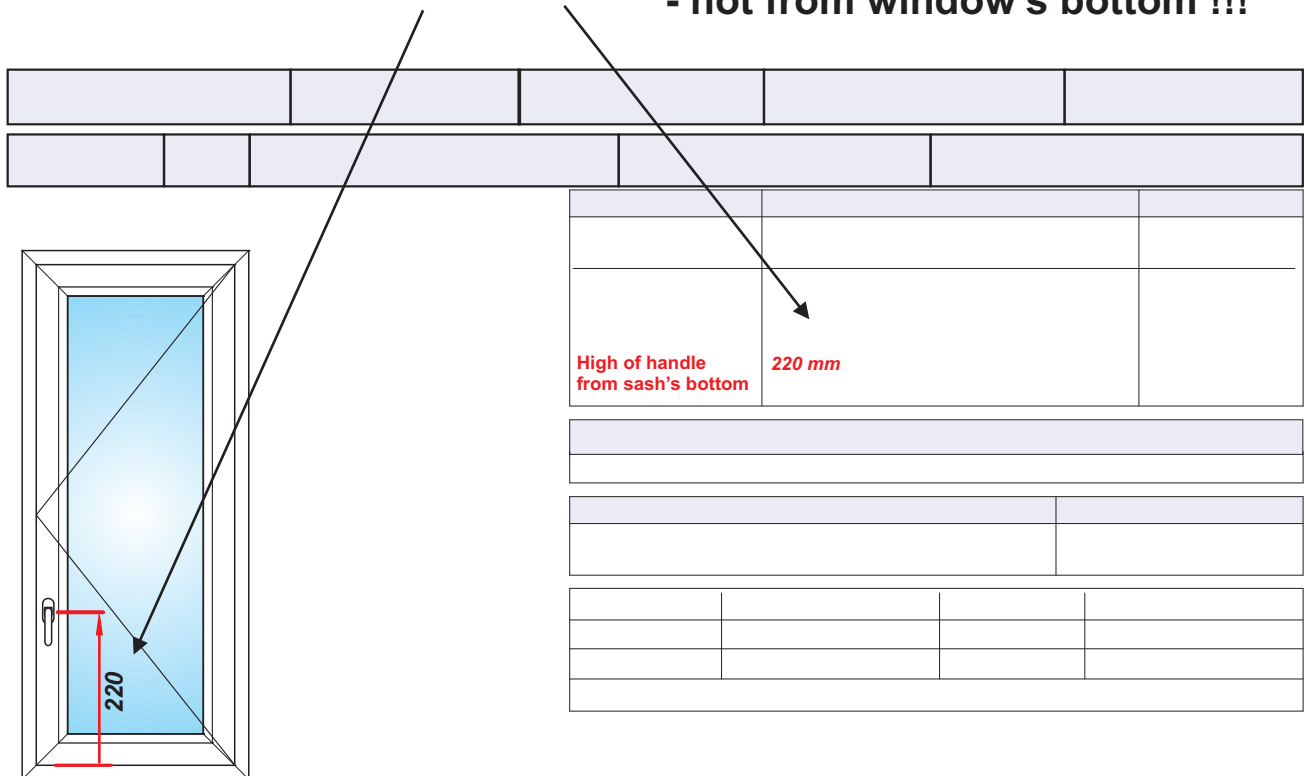 - not from window's bottom !!!
High of handle
from sash's bottom
220 mm
220